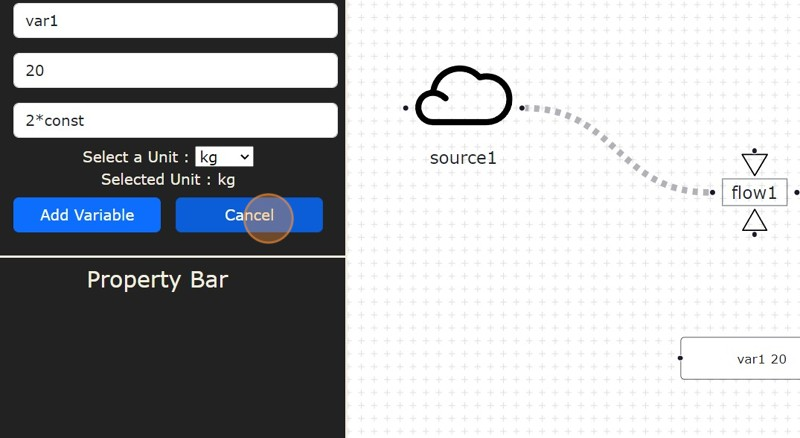 var1
20
2*const
Select a Unit : kg
Selected Unit : kg
Add Variable Cancel
Property Bar
source1
flow1
var1 20